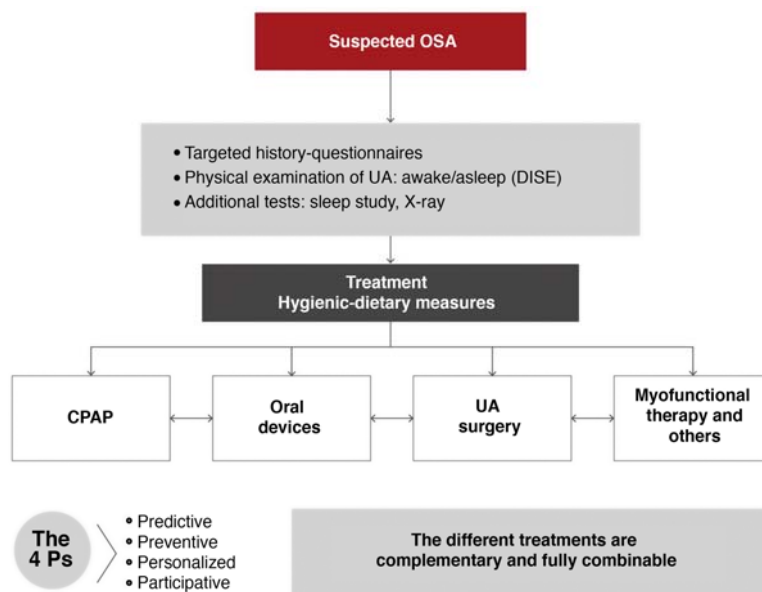 Suspected OSA
• Targeted history-questionnaires
• Physical examination of UA: awake/asleep (DISE)
• Additional tests: sleep study, X-ray
Treatment
Hygienic-dietary measures
CPAP
Oral
devices
UA
surgery
Myofunctional
therapy and
others
The
4 Ps
• Predictive
• Preventive
• Personalized
• Participative
The different treatments are
complementary and fully combinable